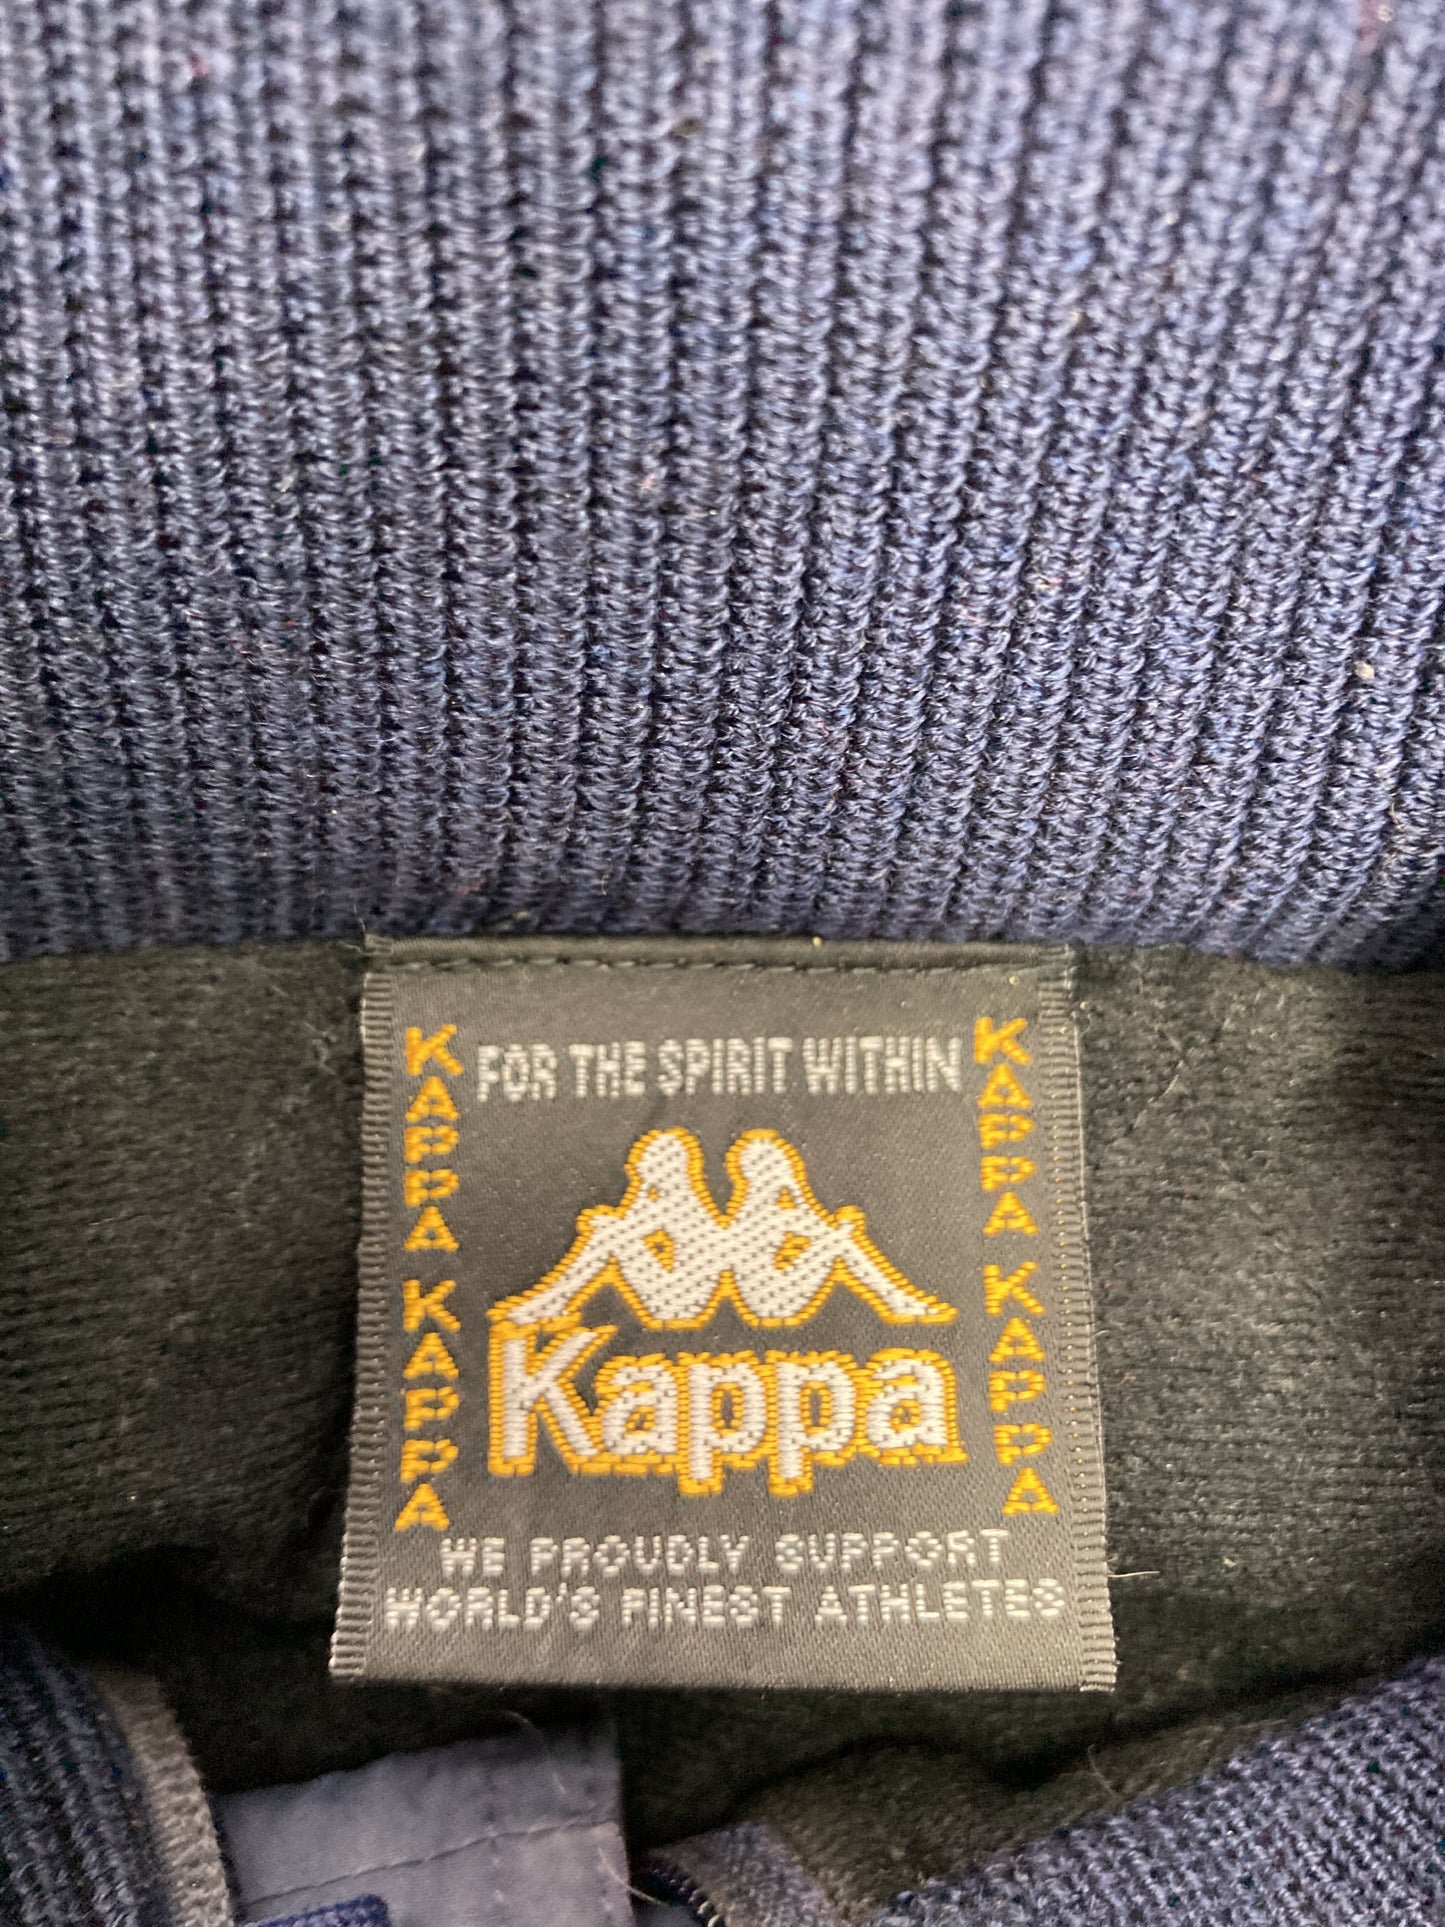 FOR THE SPIRIT WITHIN
KAPPA KAPPA
KAPPA KAPPA
Kappa
WE PROUDLY SUPPORT
WORLD'S FINEST ATHLETES